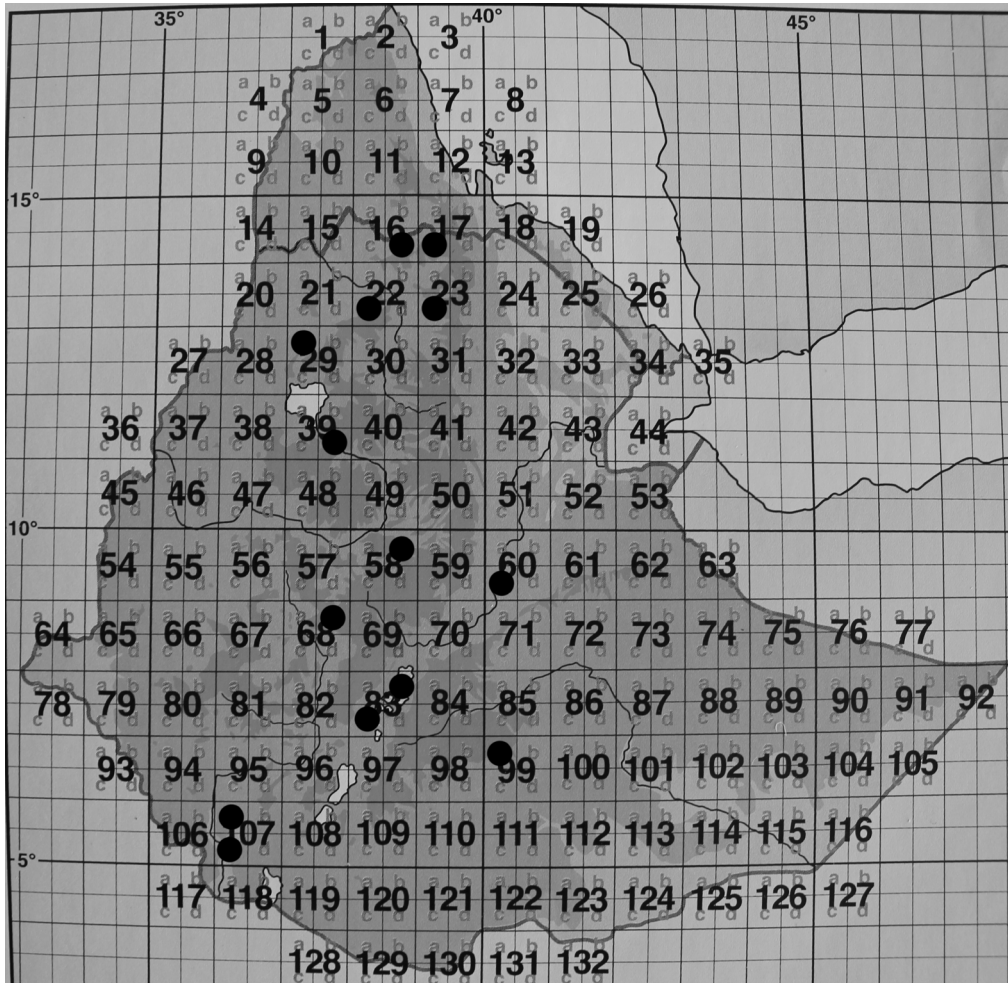 35° 40° 45°
a b a b a b
1 2 3
c d c d c d
a b a b a b a b a b
4 5 6 7 8
c d c d c d c d c d
a b a b a b a b a b
9 10 11 12 13
c d c d c d c d c d
15°
a b a b a b a b a b a b
14 15 16 17 18 19
c d c d c d d c d c d
a b a b a b a b a b a b a b
20 21 22 23 24 25 26
c d c d d d c d c d c d
a b a b b a b a b a b a b a b a b
27 28 29 30 31 32 33 34 35
c d c d c d c d c d c d c d c d c d
a b a b a b a b a b a b a b a b a b
36 37 38 39 40 41 42 43 44
c d c d c d c c d c d c d c d c d
a b a b a b a b a b a b a b a b a b
45 46 47 48 49 50 51 52 53
c d c d c d c d c d c d c d c d c d
10°
a b a b a b a b a a b a b a b a b a b
54 55 56 57 58 59 60 61 62 63
c d c d c d c d c d c d d c d c d c d
a b a b a b a b a b a b a b a b a b a b a b a b a b a b
64 65 66 67 68 69 70 71 72 73 74 75 76 77
c d c d c d c d c d c d c d c d c d c d c d c d c d d
a b a b a b a b a b a a b a b a b a b a b a b a b a b a b
78 79 80 81 82 83 84 85 86 87 88 89 90 91 92
c d c d c d c d c d d c d c d c d c d c d c d c d c d c d
a b a b a b a b a b a b b a b a b a b a b a b a b
93 94 95 96 97 98 99 100 101 102 103 104 105
c d c d c d c d c d c d c d c d c d c d c d c d c d
a b b a b a b a b a b a b a b a b a b a b
106 107 108 109 110 111 112 113 114 115 116
c d d c d c d c d c d c d c d c d c d c d
5°
a b a b a b a b a b a b a b a b a b a b a b
117 118 119 120 121 122 123 124 125 126 127
c d c d c d c d c d c d c d c d c d c d c d
a b a b a b a b a b
128 129 130 131 132
c d c d c d c d c d